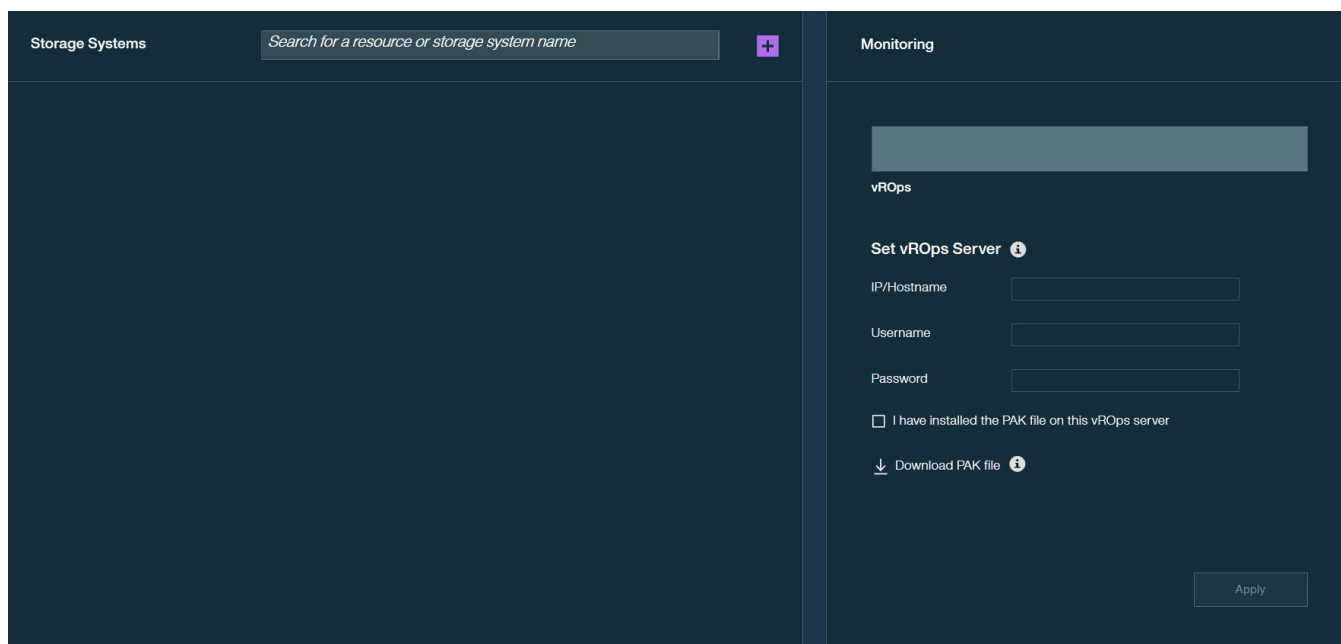 Storage Systems
Search for a resource or storage system name
Monitoring
vROps
Set vROps Server
IP/Hostname
Username
Password
I have installed the PAK file on this vROps server
Download PAK file
Apply